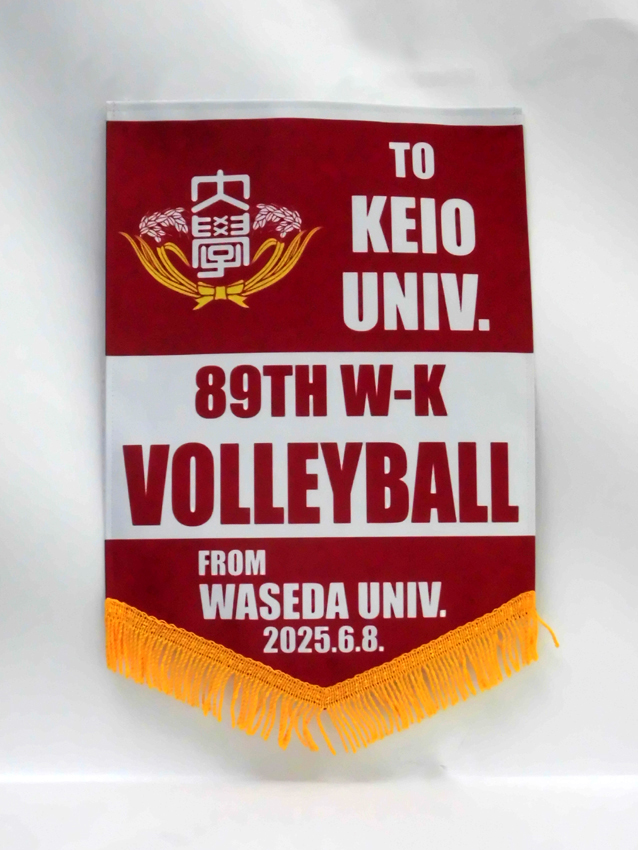 大
學
TO
KEIO
UNIV.
89TH W-K
VOLLEYBALL
FROM
WASEDA UNIV.
2025.6.8.